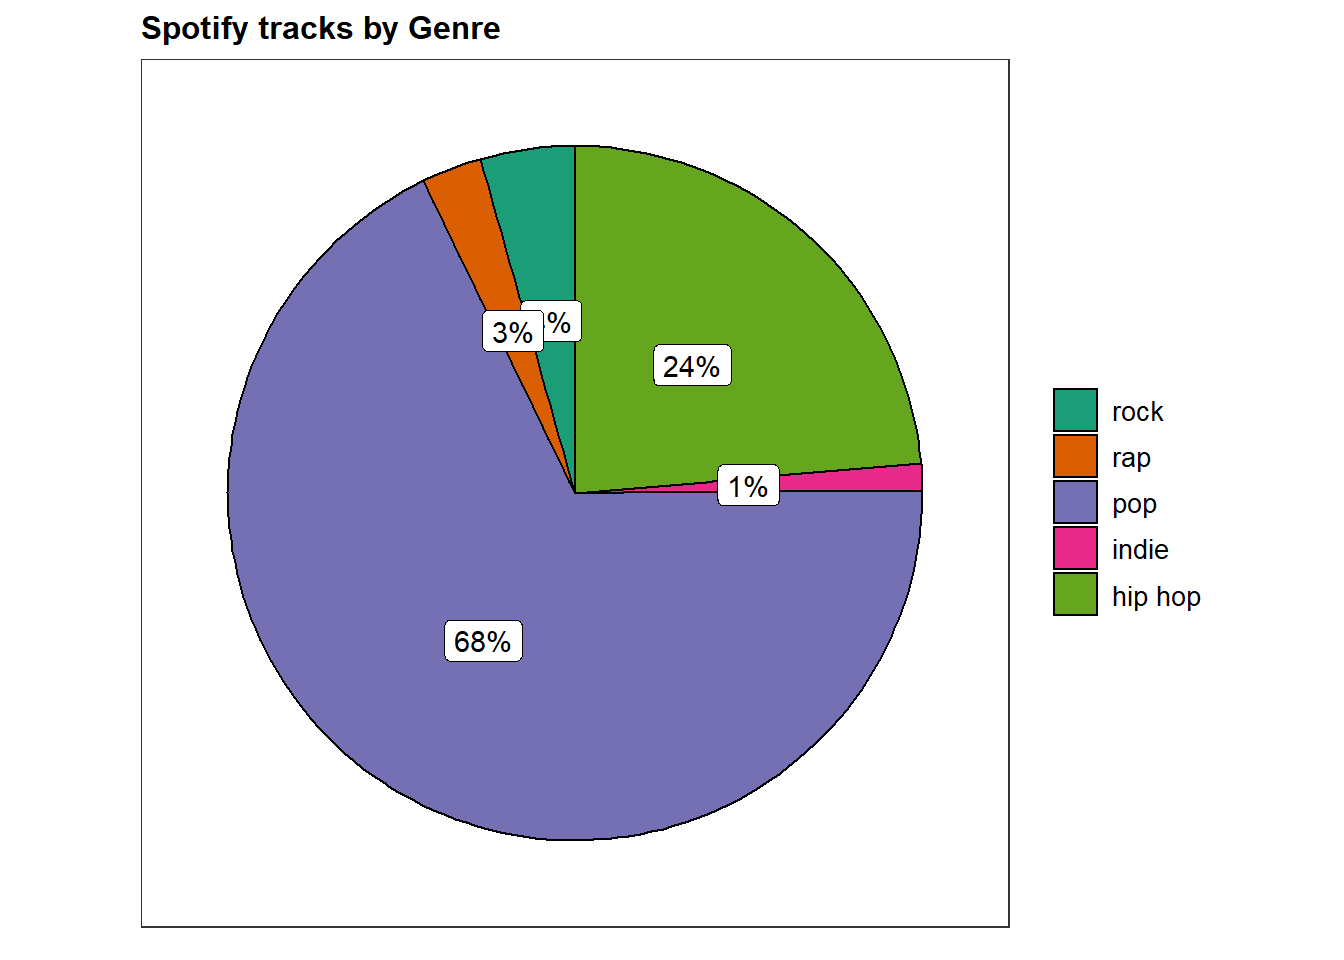 Spotify tracks by Genre
3%
%
24%
1%
68%
rock
rap
pop
indie
hip hop